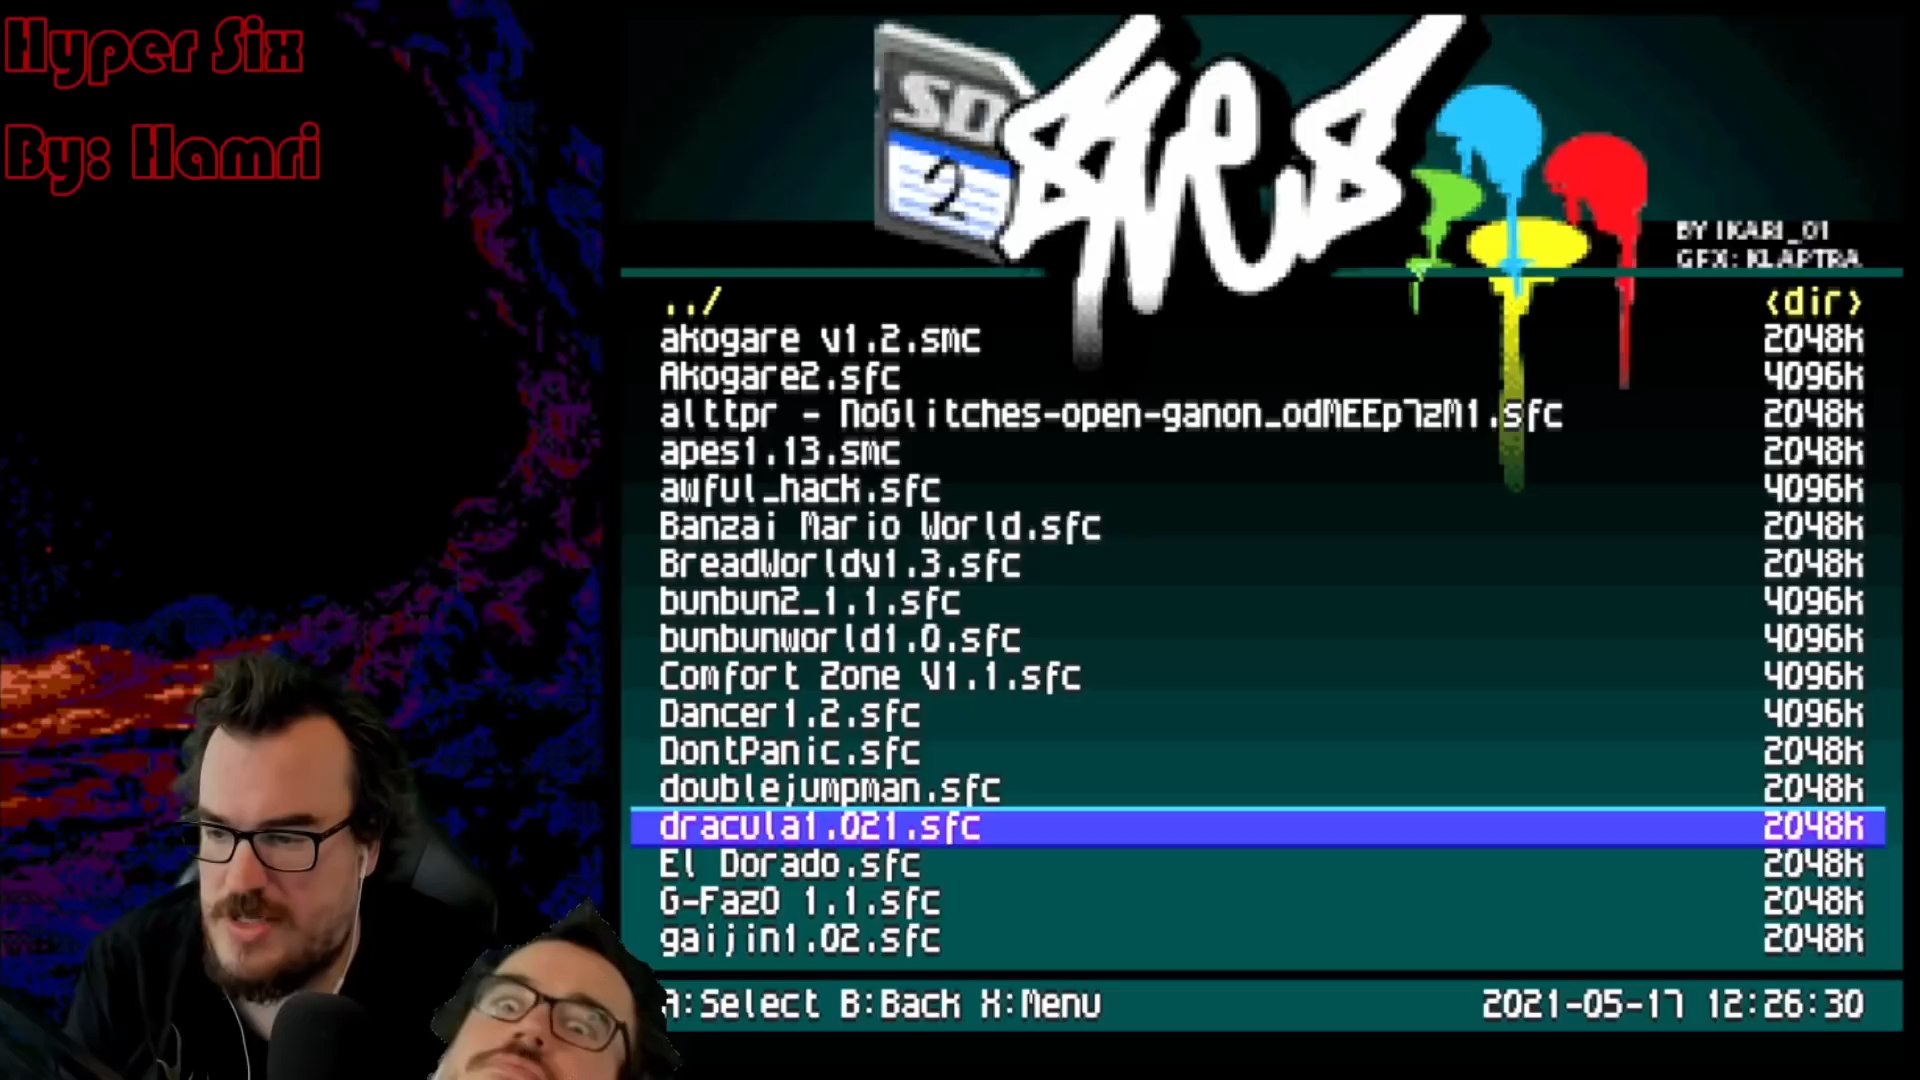 Hyper Six
By: Hamri
SD
2
SNES
BY IKARI_01
GFX: KLAPTRA
../ <dir>
akogare v1.2.smc 2048K
Akogare2.sfc 4096K
alttpr - NoGlitches-open-ganon_odMEEp7zM1.sfc 2048K
apes1.13.smc 2048K
awful_hack.sfc 4096K
Banzai Mario World.sfc 2048K
BreadWorldv1.3.sfc 2048K
bunbun2_1.1.sfc 4096K
bunbunworld1.0.sfc 4096K
Comfort Zone V1.1.sfc 4096K
Dancer1.2.sfc 4096K
DontPanic.sfc 2048K
doublejumpman.sfc 2048K
dracula1.021.sfc 2048K
El Dorado.sfc 2048K
G-FazO 1.1.sfc 2048K
gaijin1.02.sfc 2048K
A:Select B:Back X:Menu 2021-05-17 12:26:30